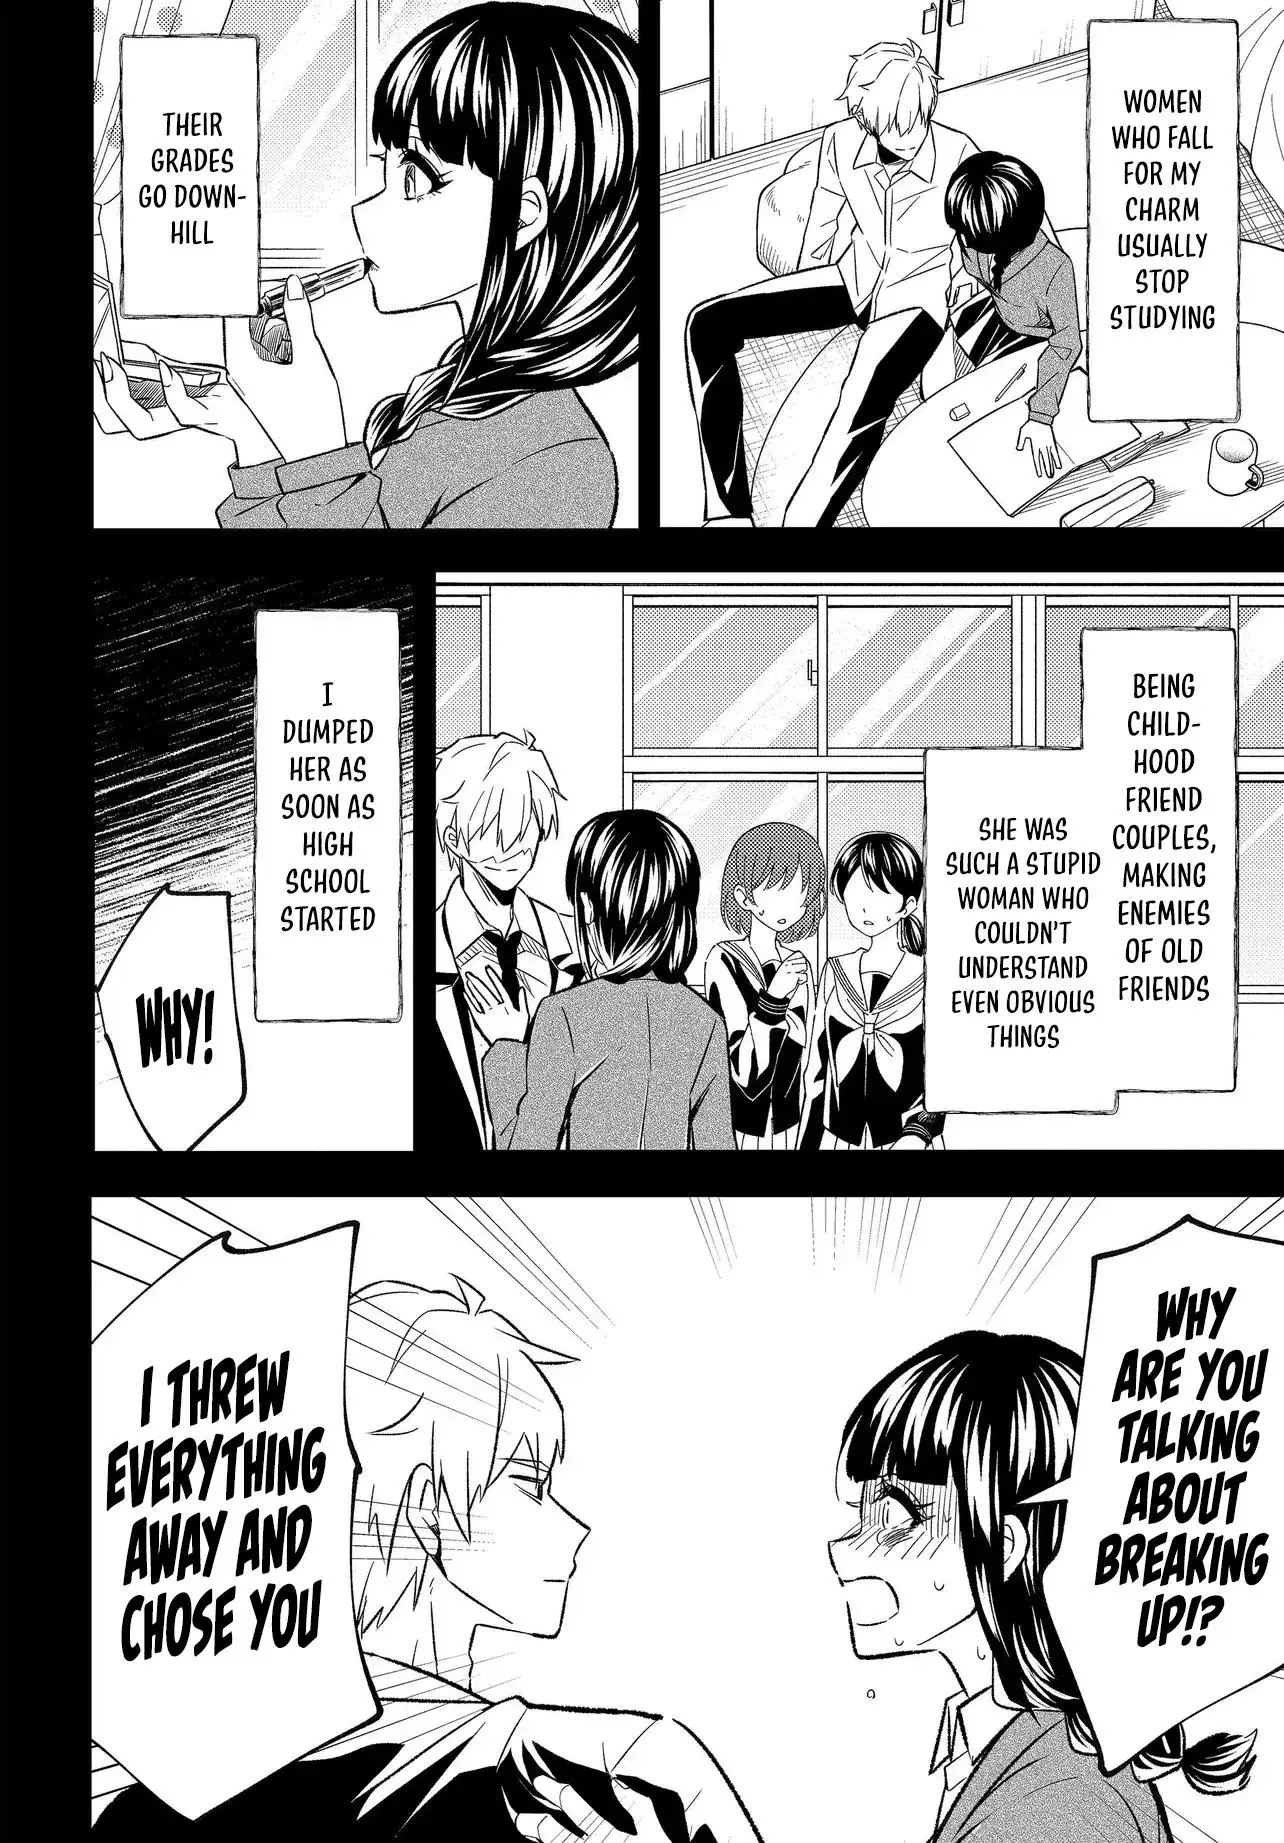 WOMEN
WHO FALL
FOR MY
CHARM
USUALLY
STOP
STUDYING
THEIR
GRADES
GO DOWN-
HILL
BEING
CHILD-
HOOD
FRIEND
COUPLES,
MAKING
ENEMIES
OF OLD
FRIENDS
SHE WAS
SUCH A STUPID
WOMAN WHO
COULDN'T
UNDERSTAND
EVEN OBVIOUS
THINGS
I
DUMPED
HER AS
SOON AS
HIGH
SCHOOL
STARTED
WHY!
WHY
ARE YOU
TALKING
ABOUT
BREAKING
UP!?
I THREW
EVERYTHING
AWAY AND
CHOSE YOU